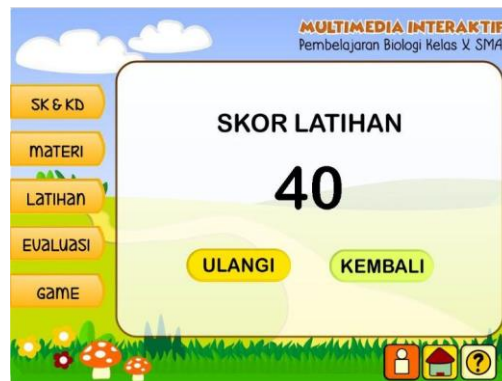 MULTIMEDIA INTERAKTIF
Pembelajaran Biologi Kelas X SMA
SK & KD
MATERI
LATIHAN
EVALUASI
GAME
SKOR LATIHAN
40
ULANGI
KEMBALI
?